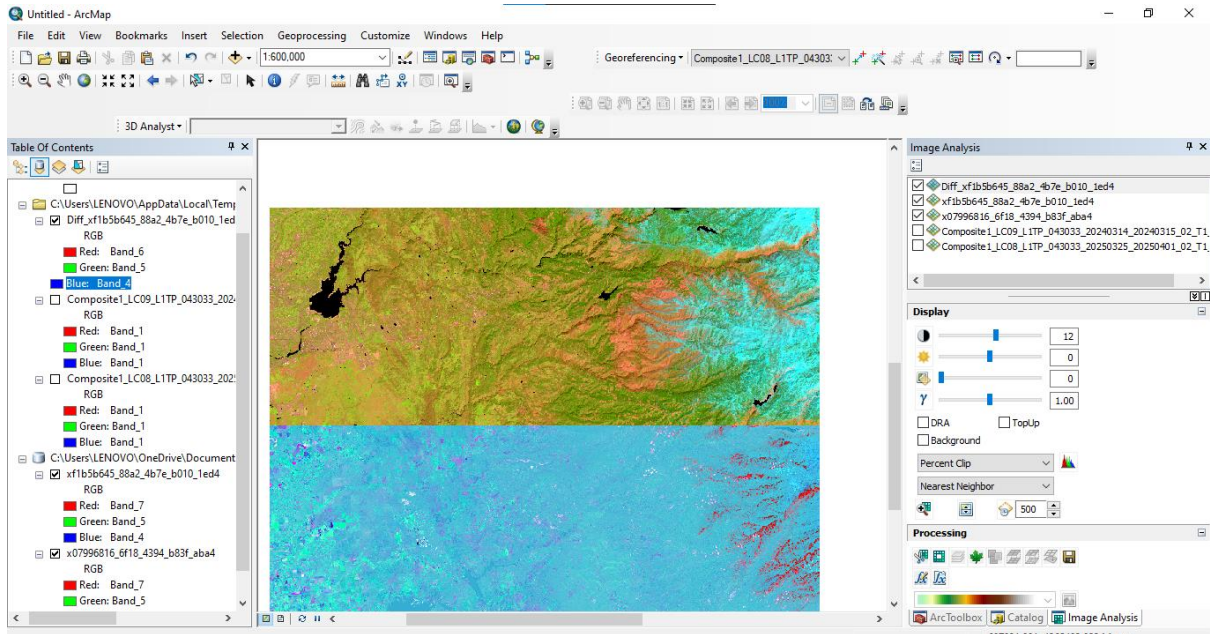 Untitled - ArcMap
File Edit View Bookmarks Insert Selection Geoprocessing Customize Windows Help
1:600,000
Georeferencing
Composite1_LC08_L1TP_04303:
3D Analyst
Table Of Contents
C:\Users\LENOVO\AppData\Local\Temp
Diff_xf1b5b645_88a2_4b7e_b010_1ed
RGB
Red: Band_6
Green: Band_5
Blue: Band_4
Composite1_LC09_L1TP_043033_202
RGB
Red: Band_1
Green: Band_1
Blue: Band_1
Composite1_LC08_L1TP_043033_202
RGB
Red: Band_1
Green: Band_1
Blue: Band_1
C:\Users\LENOVO\OneDrive\Document
xf1b5b645_88a2_4b7e_b010_1ed4
RGB
Red: Band_7
Green: Band_5
Blue: Band_4
x07996816_6f18_4394_b83f_aba4
RGB
Red: Band_7
Green: Band_5
Image Analysis
Diff_xf1b5b645_88a2_4b7e_b010_1ed4
xf1b5b645_88a2_4b7e_b010_1ed4
x07996816_6f18_4394_b83f_aba4
Composite1_LC09_L1TP_043033_20240314_20240315_02_T1_
Composite1_LC08_L1TP_043033_20250325_20250401_02_T1_
Display
12
0
0
γ 1.00
DRA TopUp
Background
Percent Clip
Nearest Neighbor
500
Processing
ArcToolbox Catalog Image Analysis